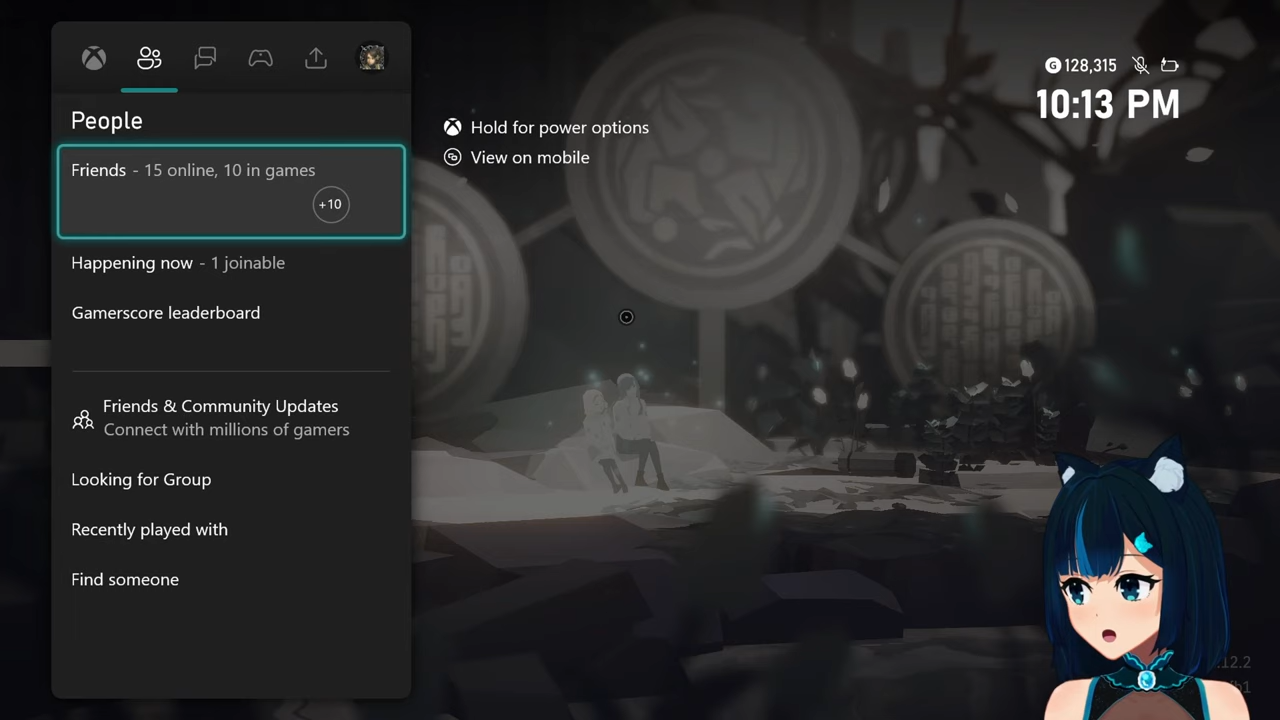 People
Friends - 15 online, 10 in games
+10
Happening now - 1 joinable
Gamerscore leaderboard
Friends & Community Updates
Connect with millions of gamers
Looking for Group
Recently played with
Find someone
Hold for power options
View on mobile
G 128,315
10:13 PM
.12.2